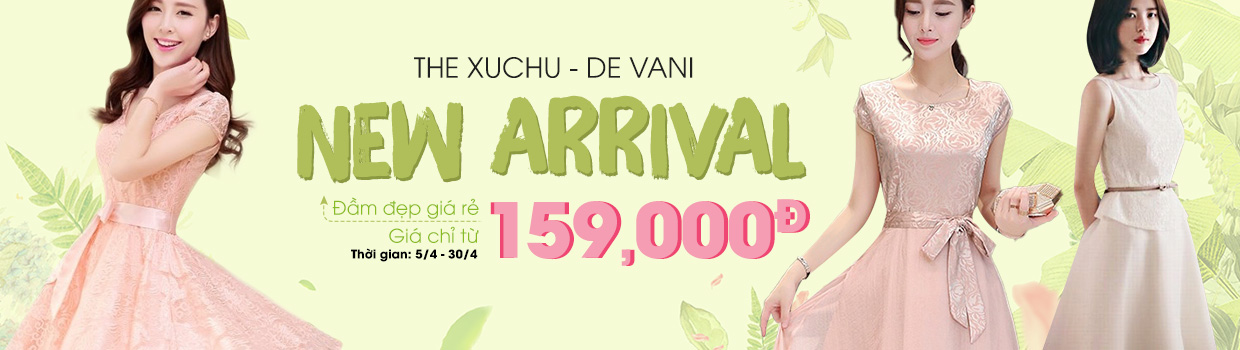 THE XUCHU - DE VANI
NEW ARRIVAL
Đầm đẹp giá rẻ
Giá chỉ từ
159,000Đ
Thời gian: 5/4 - 30/4